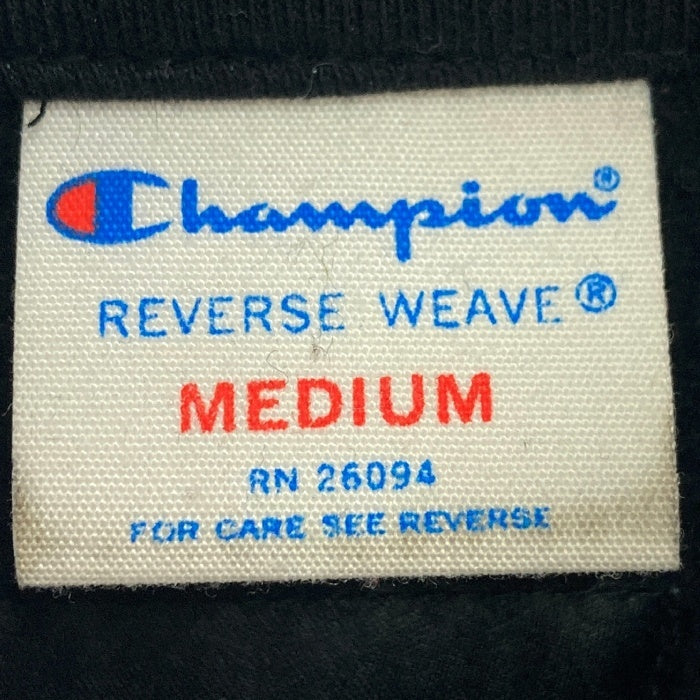 Champion®
REVERSE WEAVE®
MEDIUM
RN 26094
FOR CARE SEE REVERSE